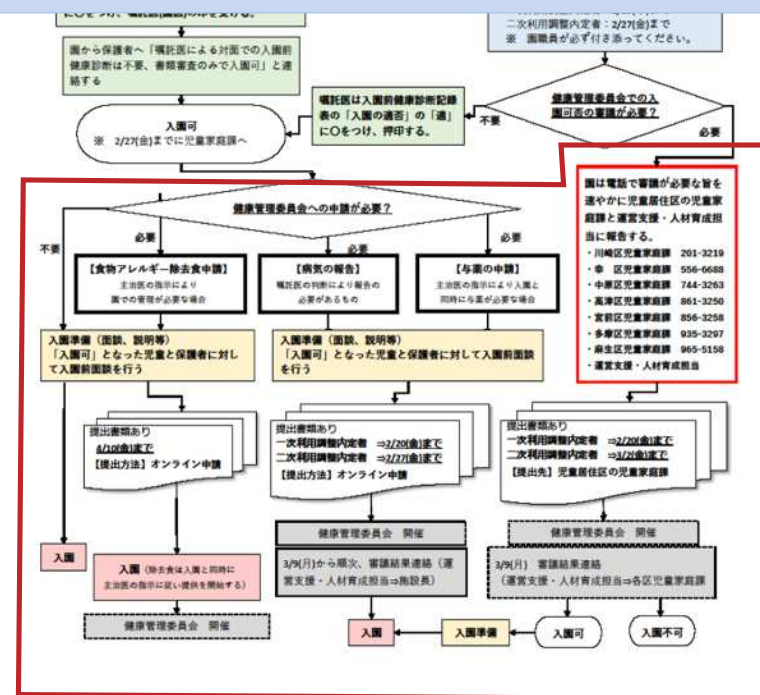 に〇をつけ、嘱託医(園医)の印を受ける。
園から保護者へ「嘱託医による対面での入園前
健康診断は不要、書類審査のみで入園可」と連
絡する
入園可
※ 2/27(金)までに児童家庭課へ
嘱託医は入園前健康診断記録
表の「入園の適否」の「適」
に〇をつけ、押印する。
二次利用調整内定者:2/27(金)まで
※ 園職員が必ず付き添ってください。
健康管理委員会での入
園可否の審議が必要?
不要
必要
園は電話で審議が必要な旨を
速やかに児童居住区の児童家
庭課と運営支援・人材育成担
当に報告する。
・川崎区児童家庭課 201-3219
・幸 区児童家庭課 556-6688
・中原区児童家庭課 744-3263
・高津区児童家庭課 861-3250
・宮前区児童家庭課 856-3258
・多摩区児童家庭課 935-3297
・麻生区児童家庭課 965-5158
・運営支援・人材育成担当
健康管理委員会への申請が必要?
不要
必要
必要
必要
【食物アレルギー除去食申請】
主治医の指示により
園での管理が必要な場合
【病気の報告】
嘱託医の判断により報告の
必要があるもの
【与薬の申請】
主治医の指示により入園と
同時に与薬が必要な場合
入園準備(面談、説明等)
「入園可」となった児童と保護者に対し
て入園前面談を行う
入園準備(面談、説明等)
「入園可」となった児童と保護者に対して入園前面談
を行う
提出書類あり
4/10(金)まで
【提出方法】オンライン申請
提出書類あり
一次利用調整内定者 ⇒2/20(金)まで
二次利用調整内定者 ⇒2/27(金)まで
【提出方法】オンライン申請
提出書類あり
一次利用調整内定者 ⇒2/20(金)まで
二次利用調整内定者 ⇒3/2(金)まで
【提出先】児童居住区の児童家庭課
入園
入園(除去食は入園と同時に
主治医の指示に従い提供を開始する)
健康管理委員会 開催
健康管理委員会 開催
3/9(月)から順次、審議結果連絡(運
営支援・人材育成担当⇒施設長)
健康管理委員会 開催
3/9(月) 審議結果連絡
(運営支援・人材育成担当⇒各区児童家庭課)
入園
入園準備
入園可
入園不可